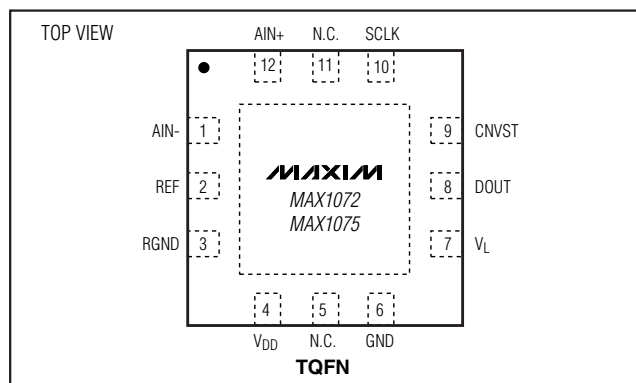 TOP VIEW
AIN+ N.C. SCLK
12 11 10
AIN- 1 9 CNVST
MAXIM
REF 2 8 DOUT
MAX1072
MAX1075
RGND 3 7 VL
4 5 6
VDD N.C. GND
TQFN